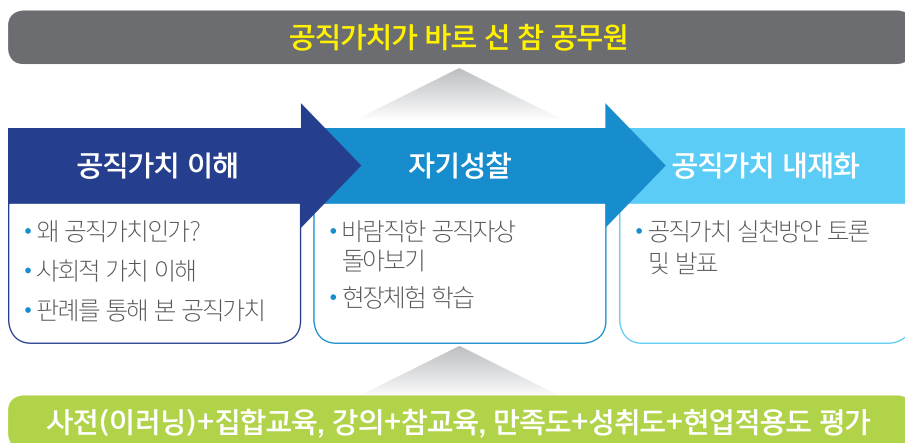 공직가치가 바로 선 참 공무원
공직가치 이해
• 왜 공직가치인가?
• 사회적 가치 이해
• 판례를 통해 본 공직가치
자기성찰
• 바람직한 공직자상
돌아보기
• 현장체험 학습
공직가치 내재화
• 공직가치 실천방안 토론
및 발표
사전(이러닝)+집합교육, 강의+참교육, 만족도+성취도+현업적용도 평가